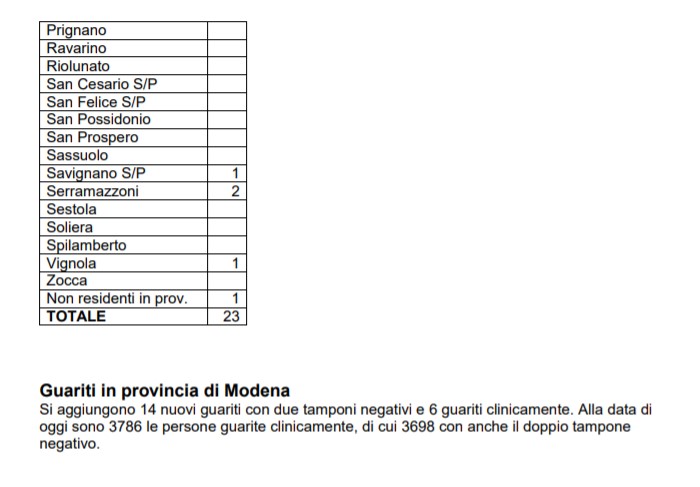 Prignano
Ravarino
Riolunato
San Cesario S/P
San Felice S/P
San Possidonio
San Prospero
Sassuolo
Savignano S/P 1
Serramazzoni 2
Sestola
Soliera
Spilamberto
Vignola 1
Zocca
Non residenti in prov. 1
TOTALE 23
Guariti in provincia di Modena
Si aggiungono 14 nuovi guariti con due tamponi negativi e 6 guariti clinicamente. Alla data di
oggi sono 3786 le persone guarite clinicamente, di cui 3698 con anche il doppio tampone
negativo.